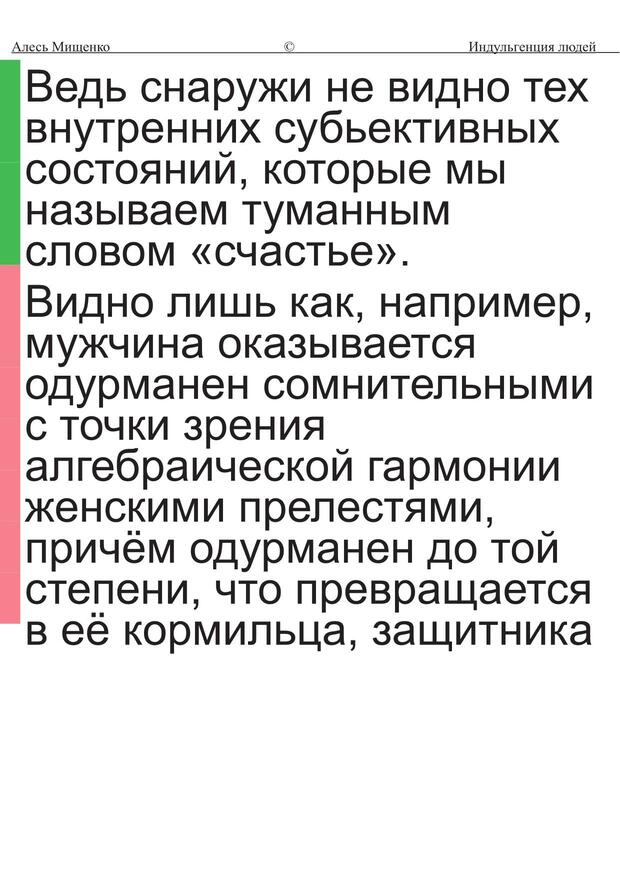 Алесь Мищенко © Индульгенция людей
Ведь снаружи не видно тех
внутренних субьективных
состояний, которые мы
называем туманным
словом «счастье».
Видно лишь как, например,
мужчина оказывается
одурманен сомнительными
с точки зрения
алгебраической гармонии
женскими прелестями,
причём одурманен до той
степени, что превращается
в её кормильца, защитника